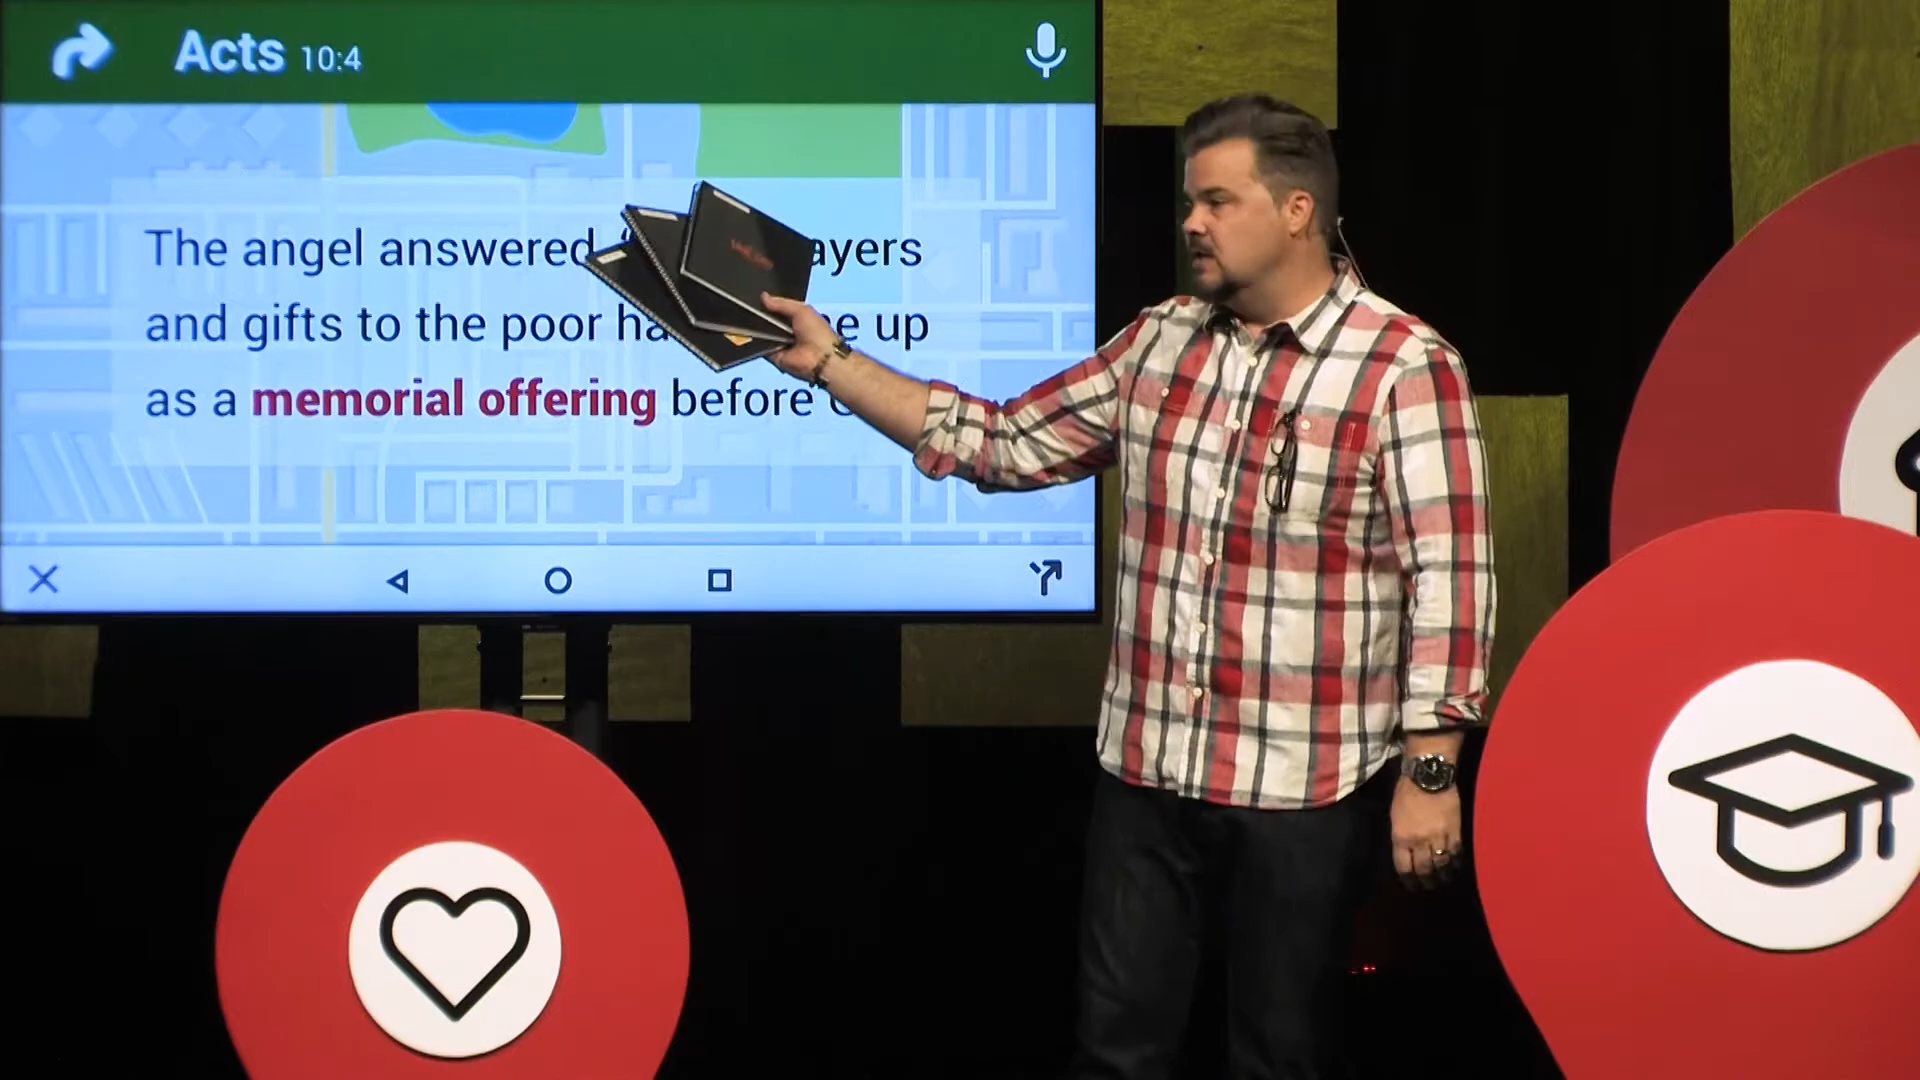 Acts 10:4
The angel answered, “ ayers
and gifts to the poor ha e up
as a memorial offering before